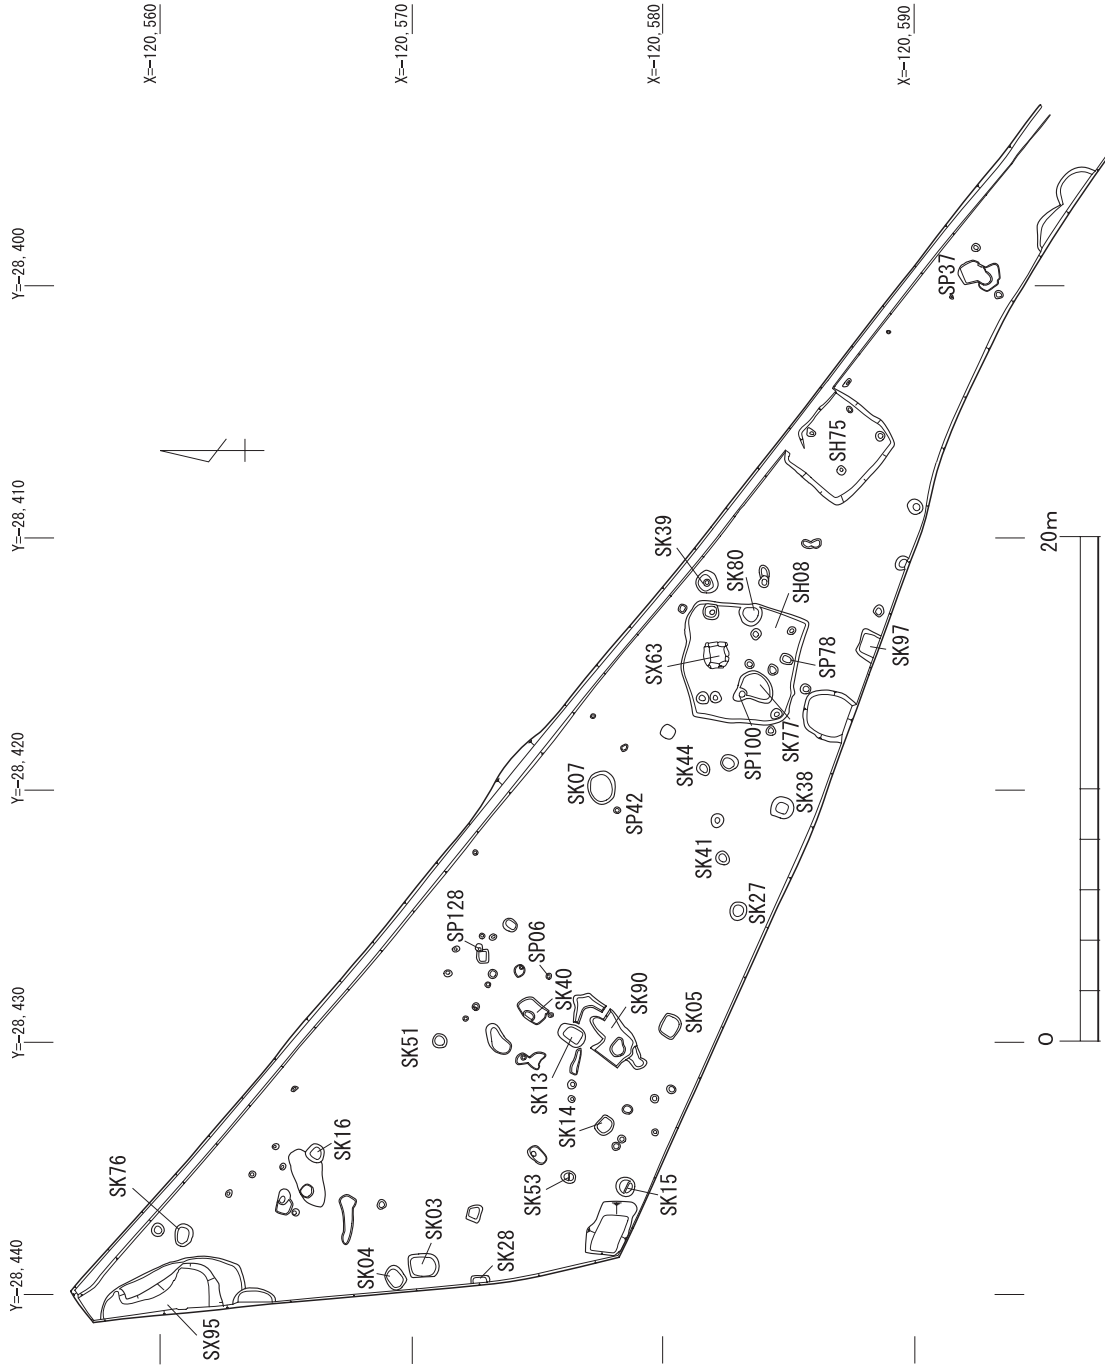 X=-120, 560
X=-120, 570
X=-120, 580
X=-120, 590
Y=-28, 400
Y=-28, 410
Y=-28, 420
Y=-28, 430
Y=-28, 440
SP37
SH75
SK39
SK80
SH08
SX63
SP78
SK97
SP100
SK77
SK44
SK07
SP42
SK38
SK41
SK27
SP128
SP06
SK40
SK90
SK51
SK05
SK13
SK14
SK16
SK76
SK53
SK15
SK03
SK04
SK28
SX95
20m
0